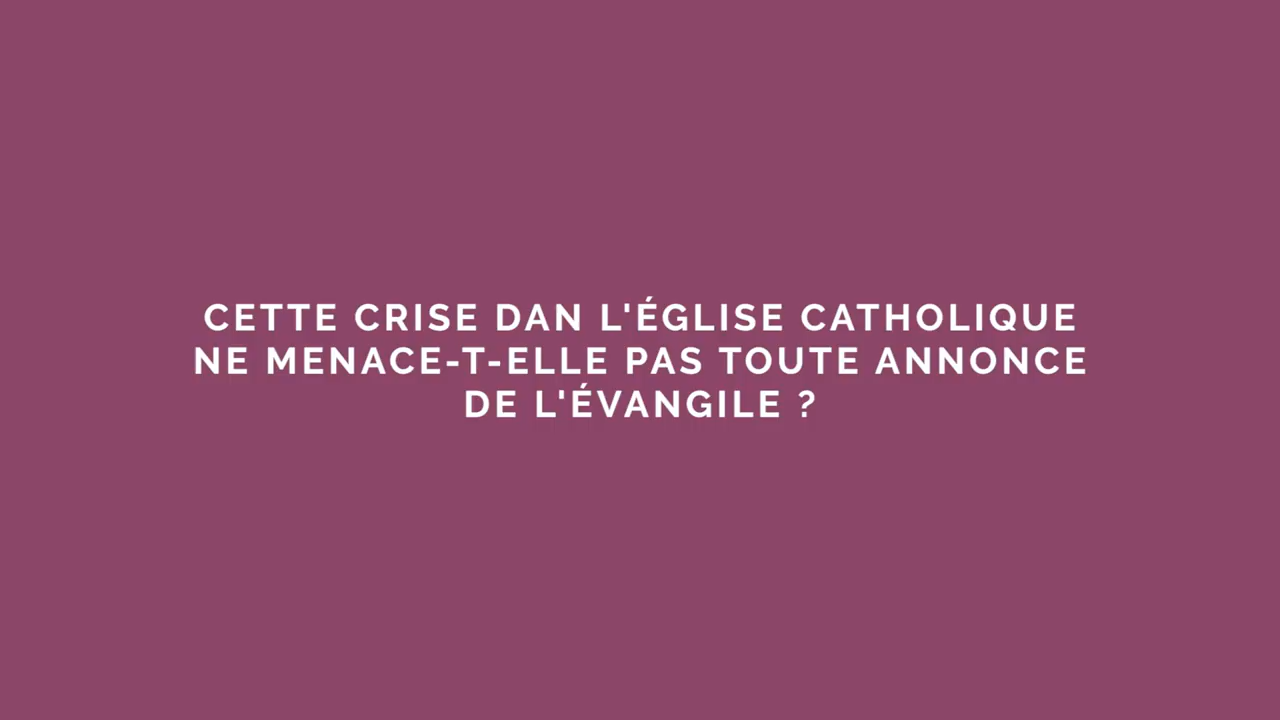 CETTE CRISE DAN L'ÉGLISE CATHOLIQUE
NE MENACE-T-ELLE PAS TOUTE ANNONCE
DE L'ÉVANGILE ?